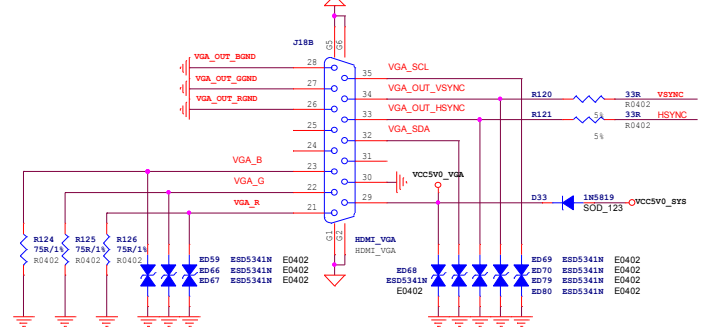 G5
G6
J18B
VGA_OUT_BGND
28
VGA_SCL
35
VGA_OUT_GGND
27
VGA_OUT_VSYNC
34
R120
33R
VSYNC
R0402
VGA_OUT_RGND
26
VGA_OUT_HSYNC
33
5%
R121
33R
HSYNC
R0402
5%
25
VGA_SDA
32
24
31
VGA_B
23
30
VGA_G
22
VCC5V0_VGA
29
D33
1N5819
VCC5V0_SYS
SOD_123
VGA_R
21
G1
G2
HDMI_VGA
HDMI_VGA
R124
75R/1%
R0402
R125
75R/1%
R0402
R126
75R/1%
R0402
ED59 ESD5341N E0402
ED66 ESD5341N E0402
ED67 ESD5341N E0402
ED68
ESD5341N
E0402
ED69 ESD5341N E0402
ED70 ESD5341N E0402
ED79 ESD5341N E0402
ED80 ESD5341N E0402